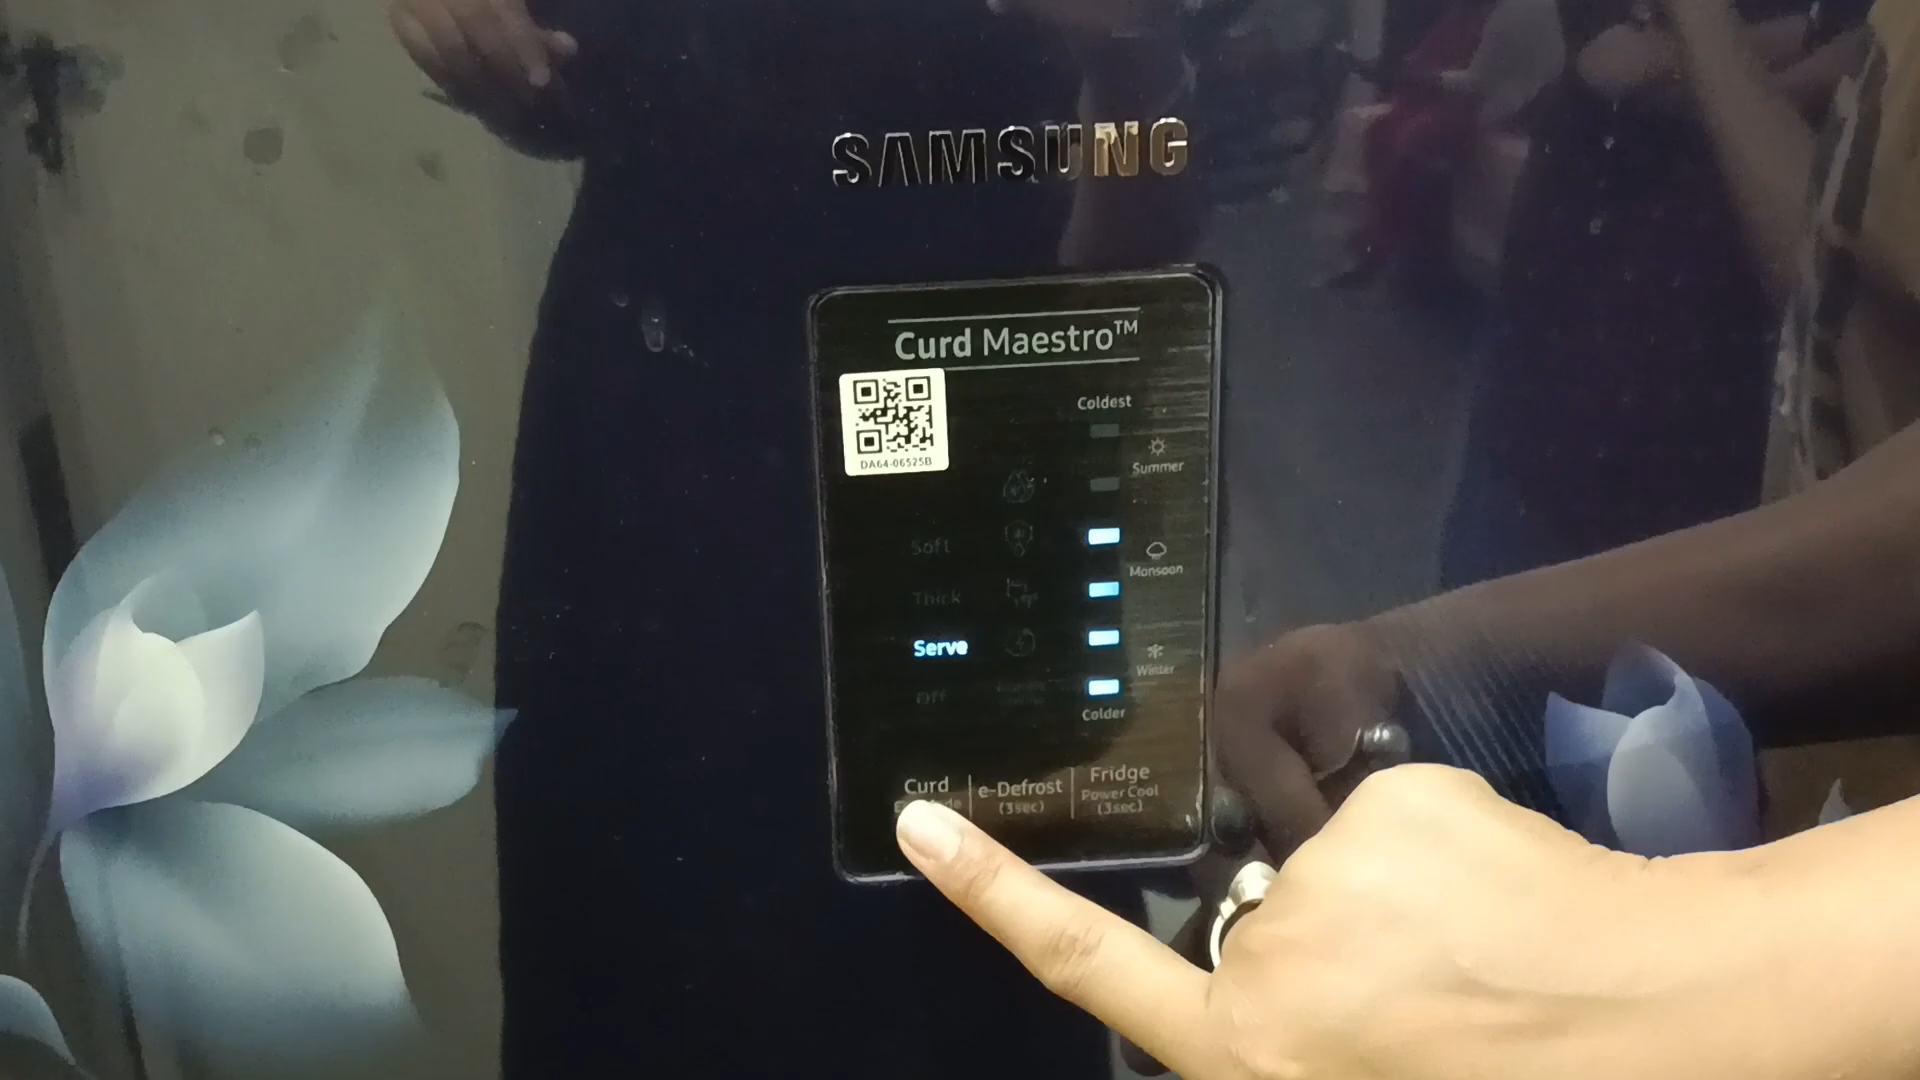 SAMSUNG
Curd Maestro™
DA64-06525B
Coldest
Summer
Soft
Monsoon
Thick
Serve
Winter
Off
Colder
Curd
e-Defrost
(3sec)
Fridge
Power Cool
(3sec)